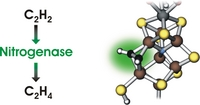 C₂H₂
Nitrogenase
C₂H₄